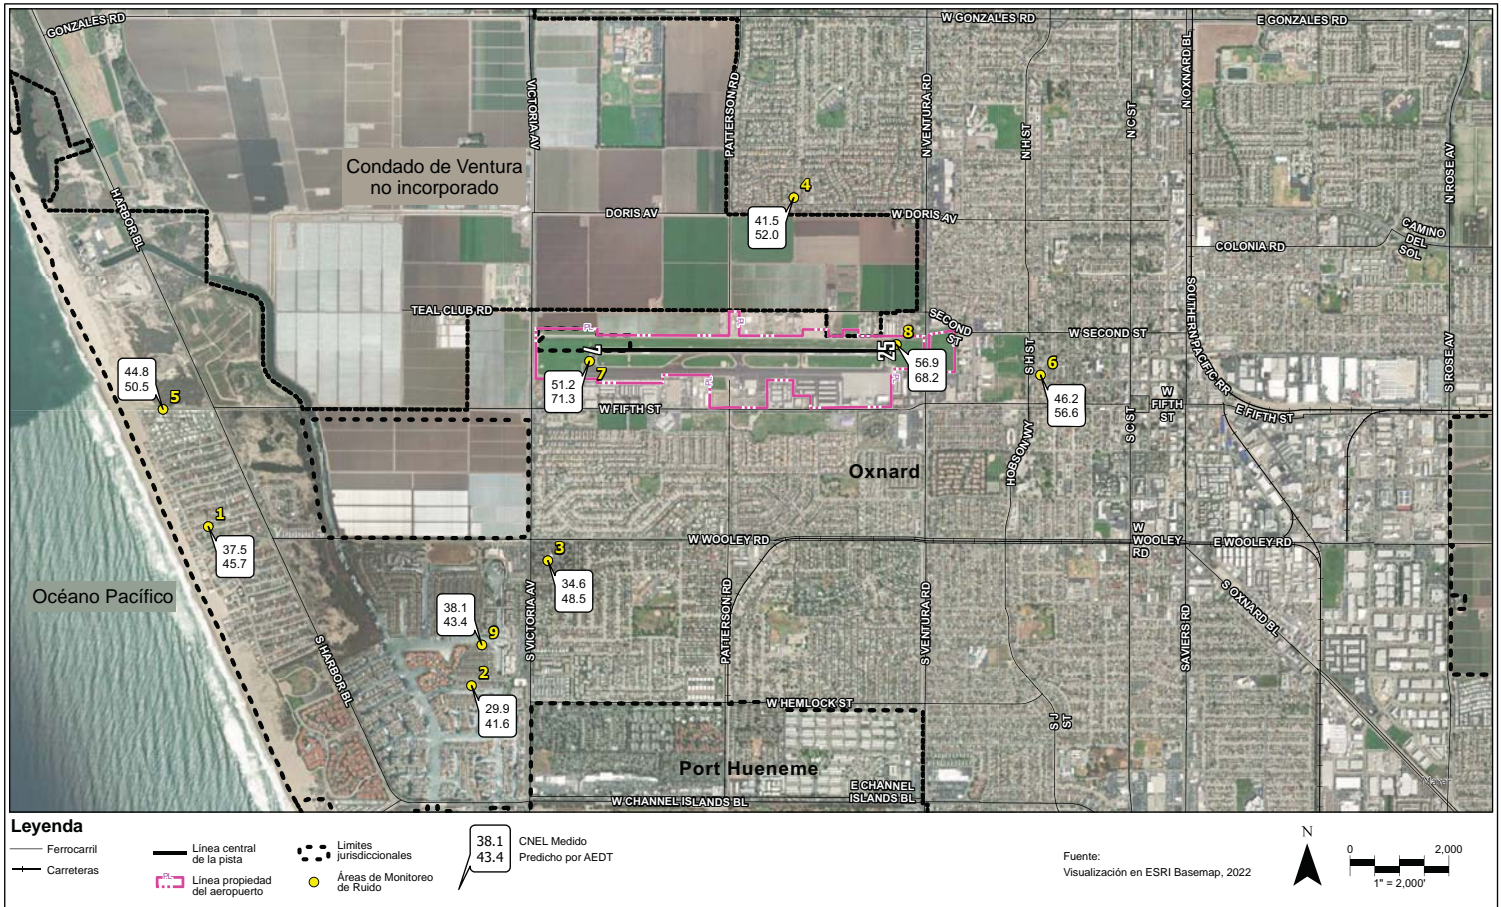 GONZALES RD
W GONZALES RD
E GONZALES RD
VICTORIA AV
PATTERSON RD
N VENTURA RD
N H ST
N C ST
N OXNARD BL
N ROSE AV
Condado de Ventura
no incorporado
HARBOR BL
4
41.5
52.0
DORIS AV
W DORIS AV
COLONIA RD
CAMINO
DEL
SOL
TEAL CLUB RD
SECOND
ST
W SECOND ST
SOUTHERN PACIFIC RR
PL
PL
PL
PL
7
25
8
56.9
68.2
7
51.2
71.3
S H ST
6
46.2
56.6
S ROSE AV
44.8
50.5
5
W FIFTH ST
W
FIFTH
ST
S C ST
E FIFTH ST
HOBSON WY
Oxnard
1
37.5
45.7
W WOOLEY RD
W
WOOLEY
RD
E WOOLEY RD
3
34.6
48.5
Océano Pacífico
38.1
43.4
9
S VICTORIA AV
PATTERSON RD
S VENTURA RD
SAVIERS RD
S OXNARD BL
S HARBOR BL
2
29.9
41.6
W HEMLOCK ST
S J
ST
Port Hueneme
E CHANNEL
ISLANDS BL
W CHANNEL ISLANDS BL
Maxar
Leyenda
Ferrocarril
Carreteras
Línea central
de la pista
PL
Línea propiedad
del aeropuerto
Limites
jurisdiccionales
Áreas de Monitoreo
de Ruido
38.1
43.4
CNEL Medido
Predicho por AEDT
Fuente:
Visualización en ESRI Basemap, 2022
N
0
2,000
1" = 2,000'